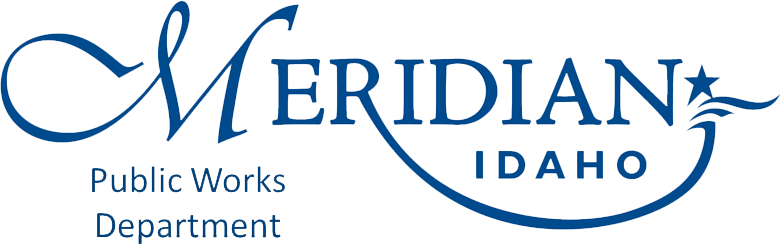 MERIDIAN
IDAHO
Public Works
Department